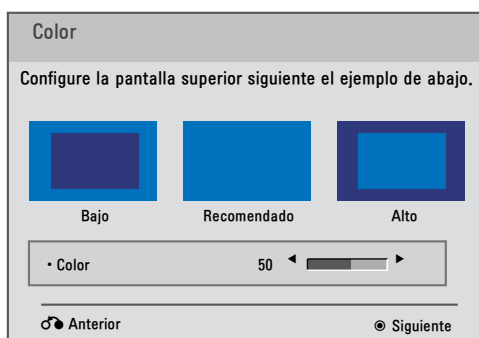 Color
Configure la pantalla superior siguiente el ejemplo de abajo.
Bajo Recomendado Alto
• Color 50 ◀ ▶
Anterior ◉ Siguiente